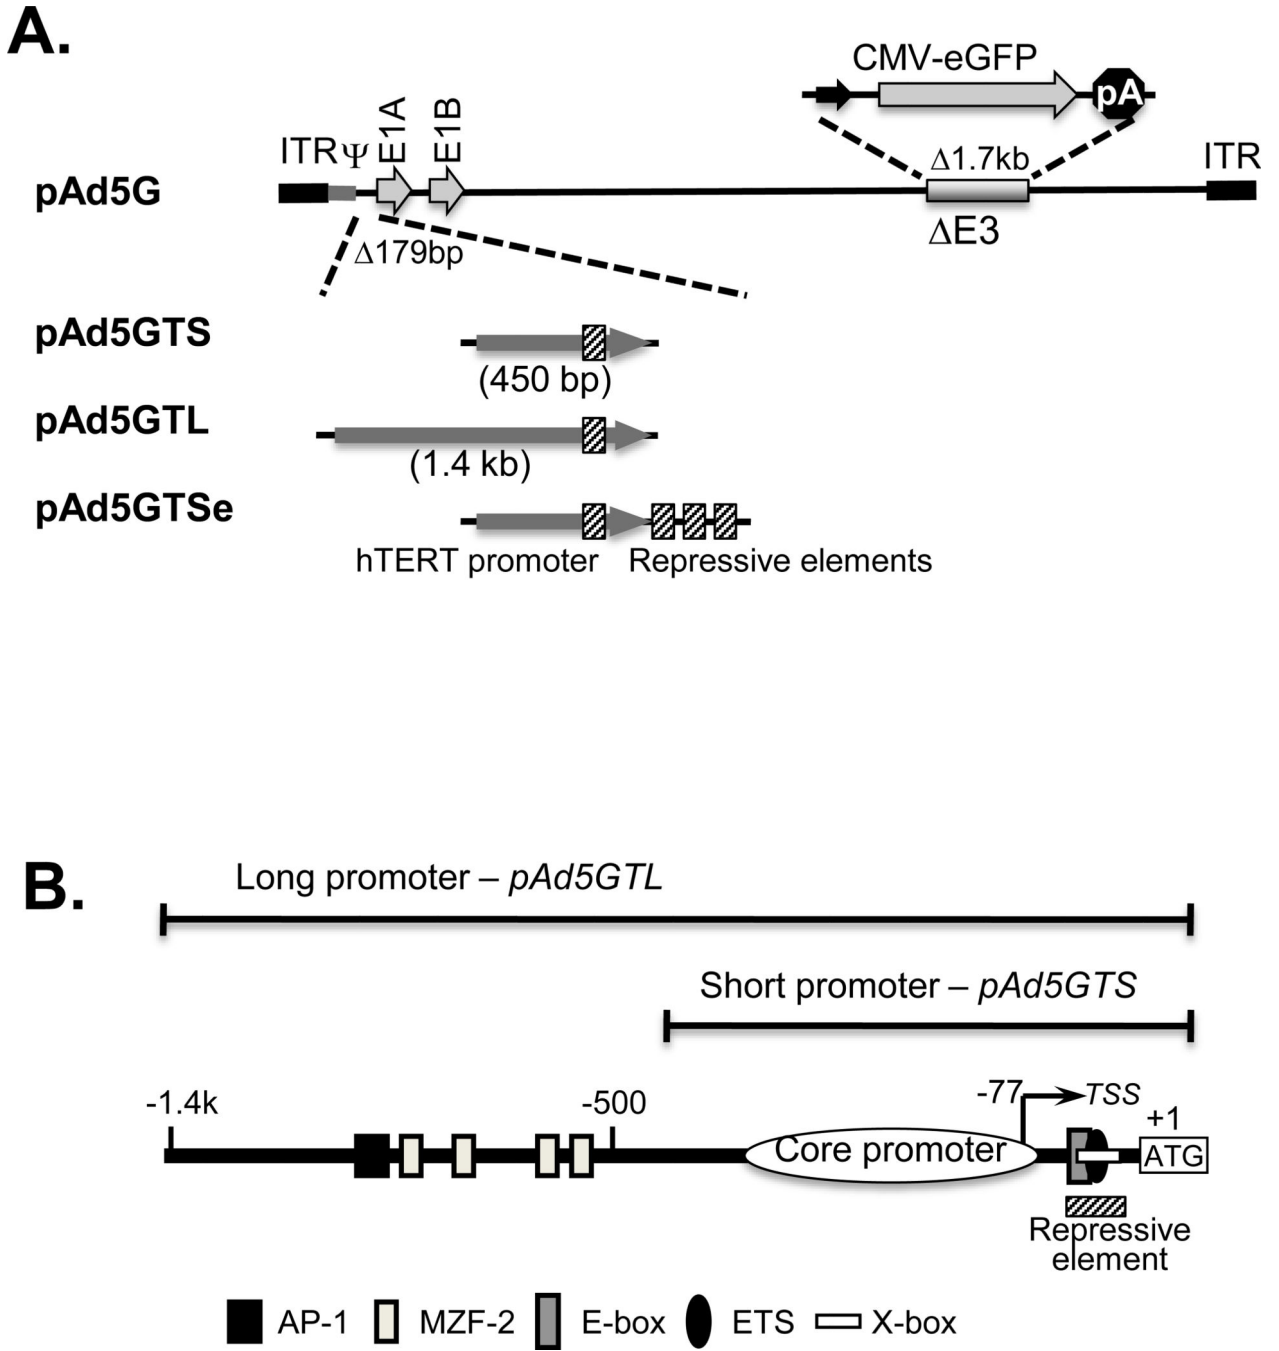 A.
CMV-eGFP
pA
ITR Ψ E1A E1B
Δ1.7kb
ITR
pAd5G
ΔE3
Δ179bp
pAd5GTS
(450 bp)
pAd5GTL
(1.4 kb)
pAd5GTSe
hTERT promoter Repressive elements
B.
Long promoter – pAd5GTL
Short promoter – pAd5GTS
-1.4k -500 -77 TSS
+1
Core promoter ATG
Repressive
element
AP-1 MZF-2 E-box ETS X-box